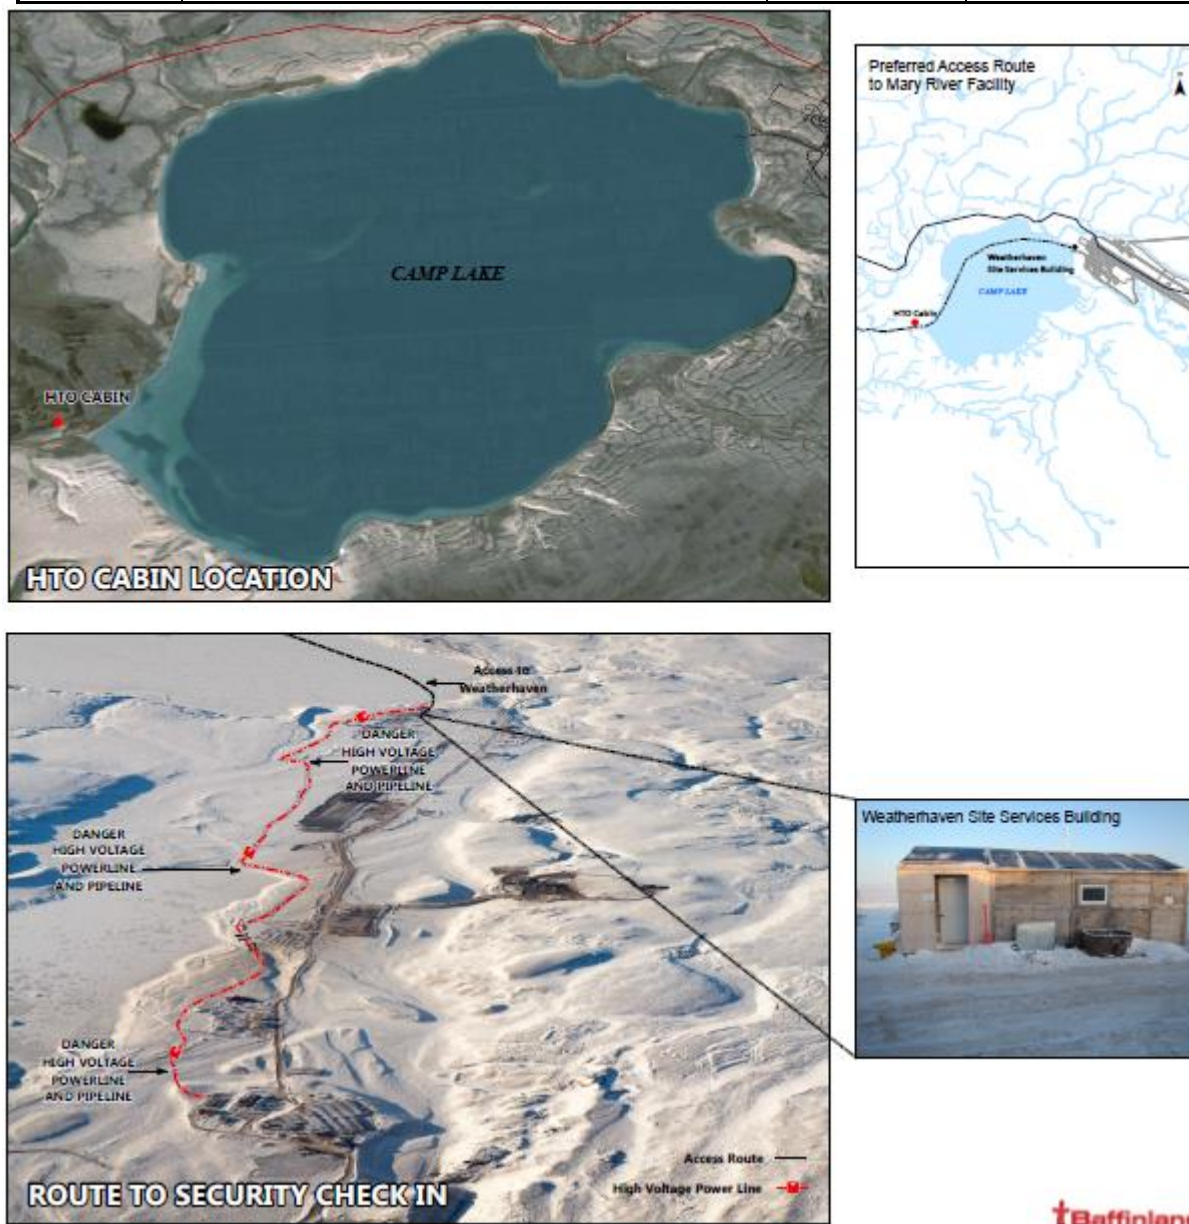 CAMP LAKE
HTO CABIN
HTO CABIN LOCATION
Preferred Access Route
to Mary River Facility
Weatherhaven
Site Services Building
CAMP LAKE
HTO Cabin
Access to
Weatherhaven
DANGER
HIGH VOLTAGE
POWERLINE
AND PIPELINE
DANGER
HIGH VOLTAGE
POWERLINE
AND PIPELINE
DANGER
HIGH VOLTAGE
POWERLINE
AND PIPELINE
Access Route
High Voltage Power Line
ROUTE TO SECURITY CHECK IN
Weatherhaven Site Services Building
Baffinland